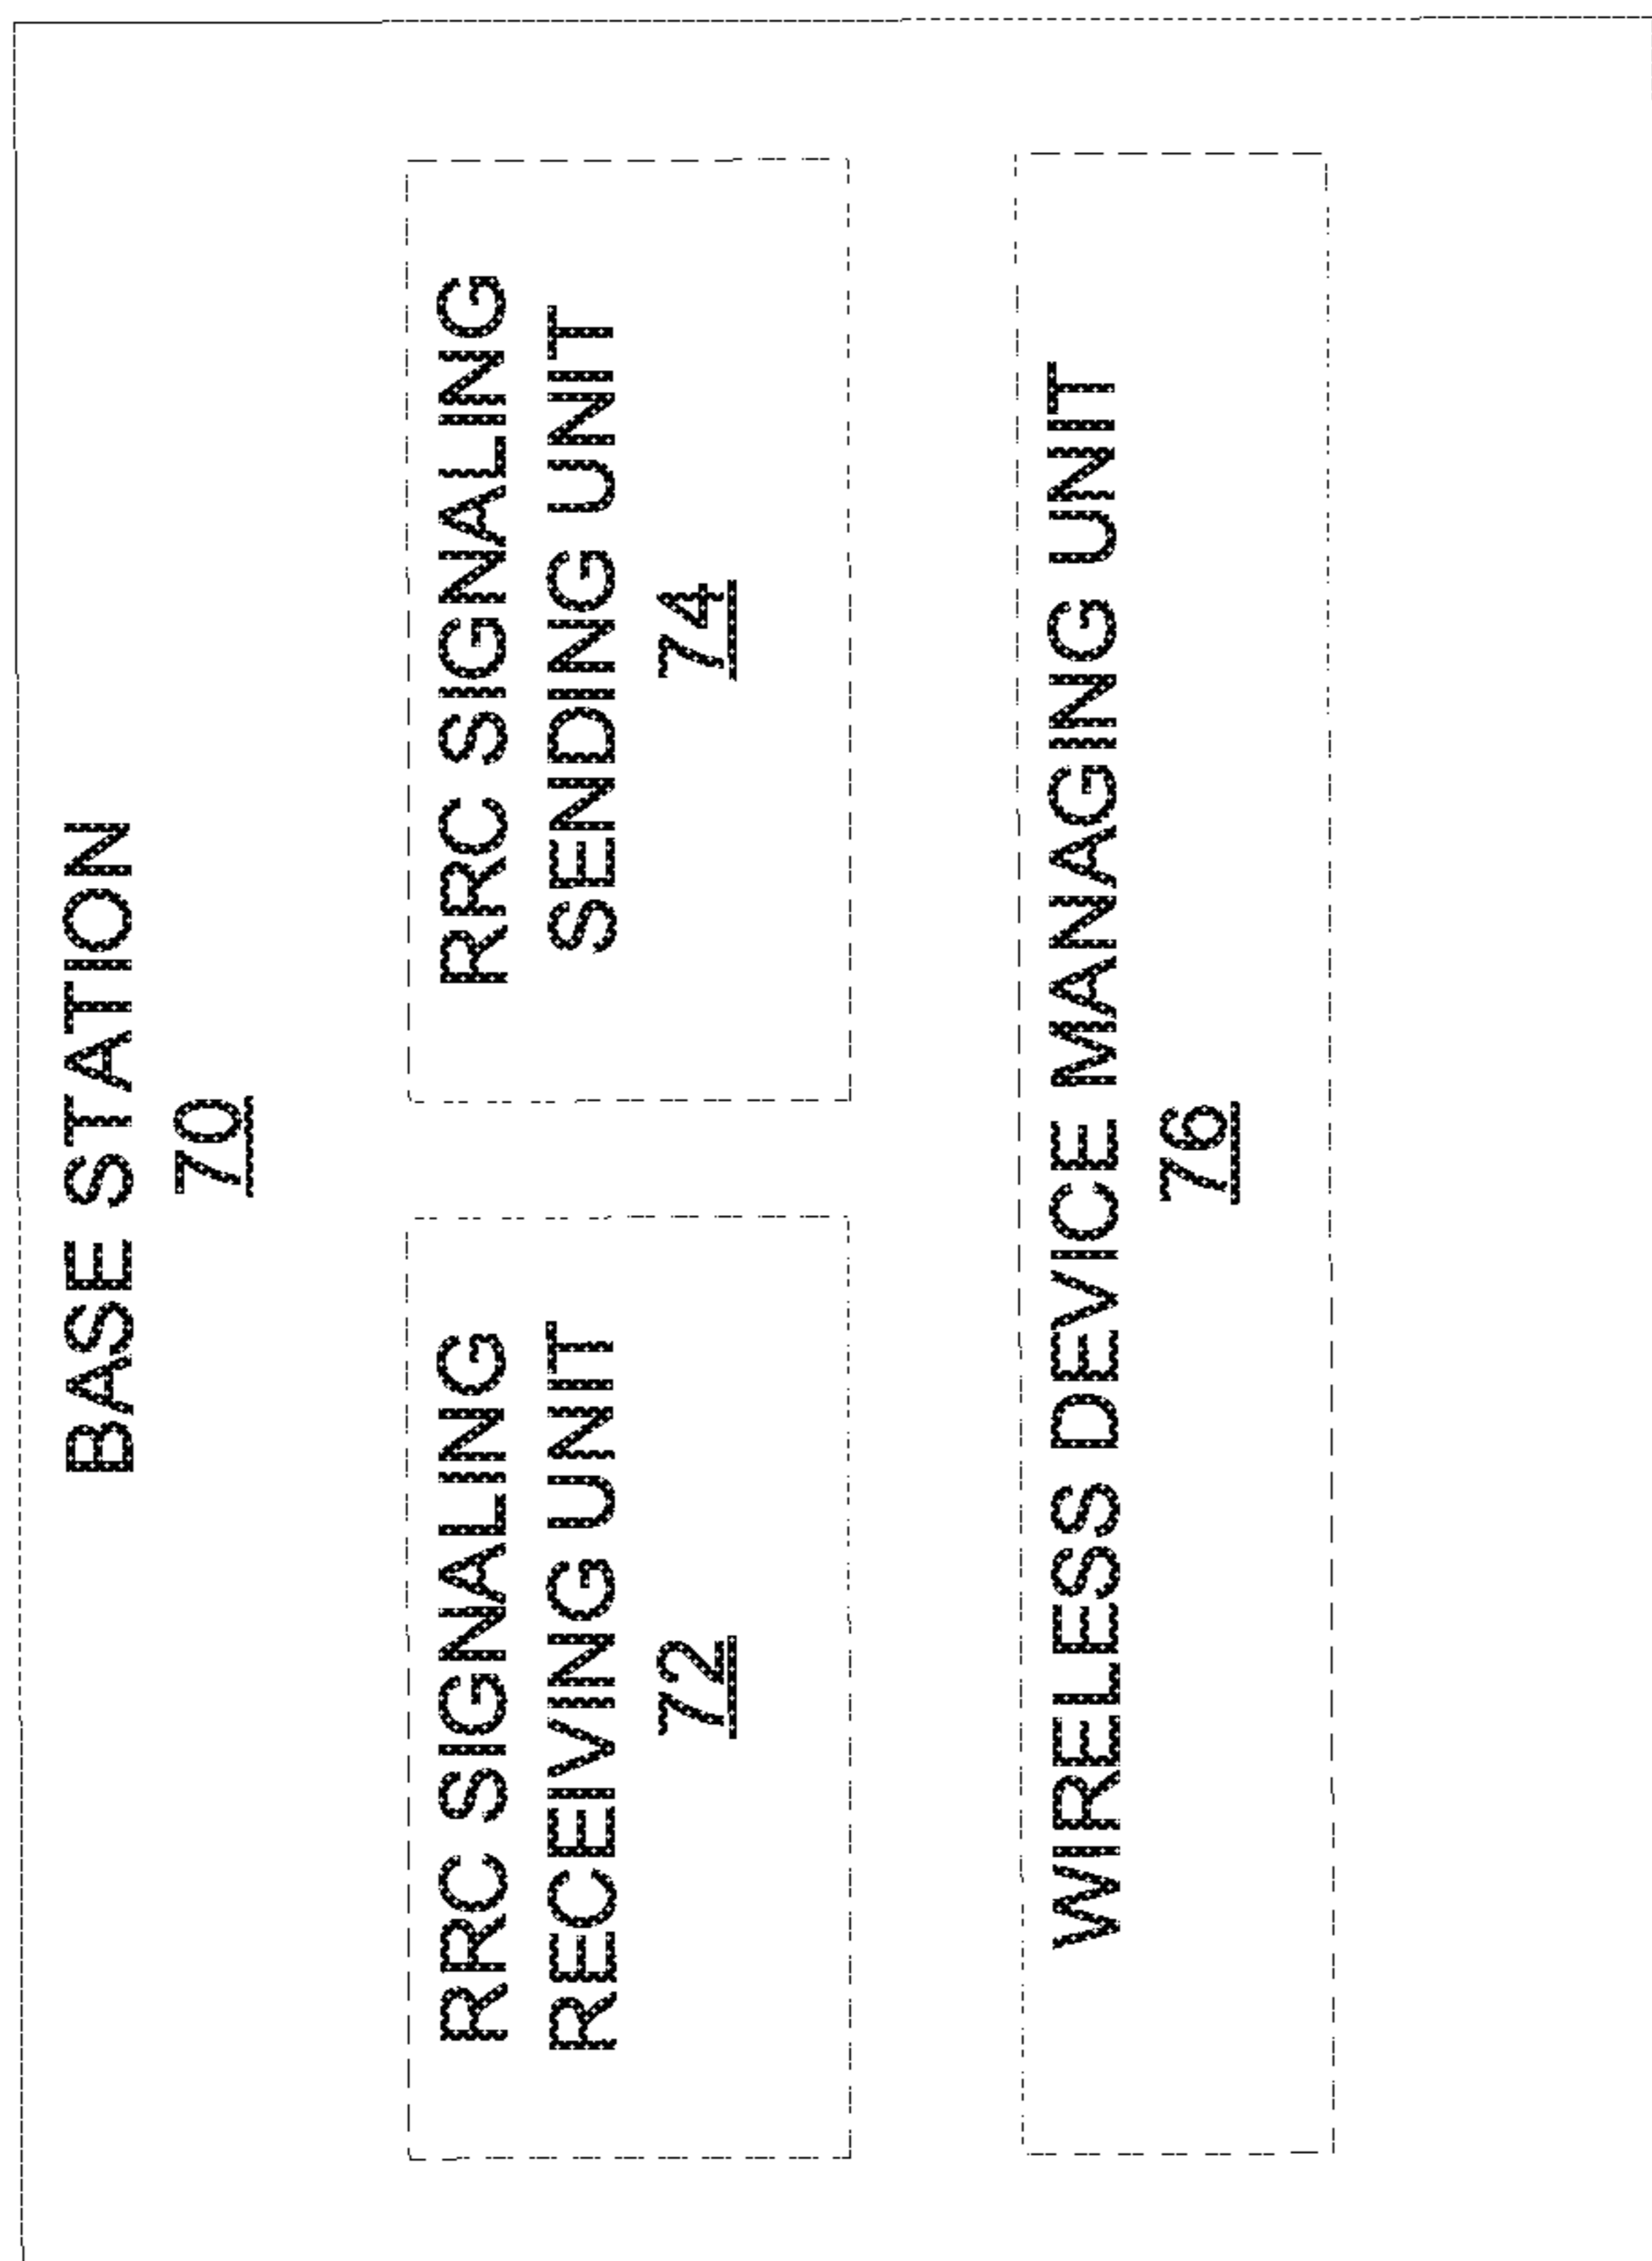 BASE STATION
70
RRC SIGNALING
RECEIVING UNIT
72
RRC SIGNALING
SENDING UNIT
74
WIRELESS DEVICE MANAGING UNIT
76